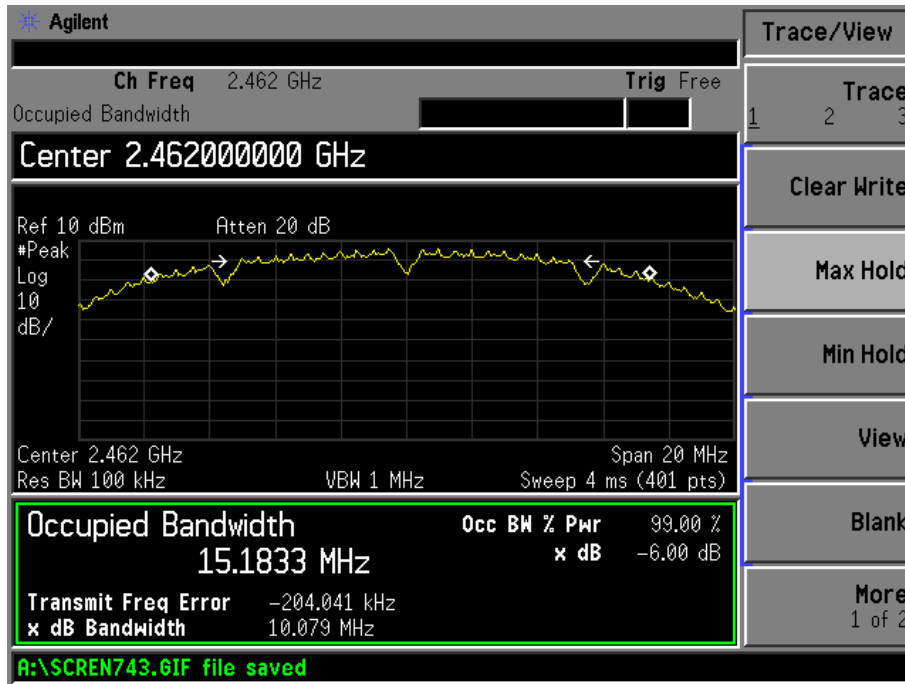 Agilent
Trace/View
Ch Freq 2.462 GHz Trig Free
Occupied Bandwidth
Trace
1 2 3
Center 2.462000000 GHz
Clear Write
Ref 10 dBm Atten 20 dB
#Peak
Log
10
dB/
Max Hold
Min Hold
View
Center 2.462 GHz Span 20 MHz
Res BW 100 kHz VBW 1 MHz Sweep 4 ms (401 pts)
Occupied Bandwidth
15.1833 MHz
Occ BW % Pwr 99.00 %
x dB -6.00 dB
Blank
Transmit Freq Error -204.041 kHz
x dB Bandwidth 10.079 MHz
More
1 of 2
A:\SCREN743.GIF file saved